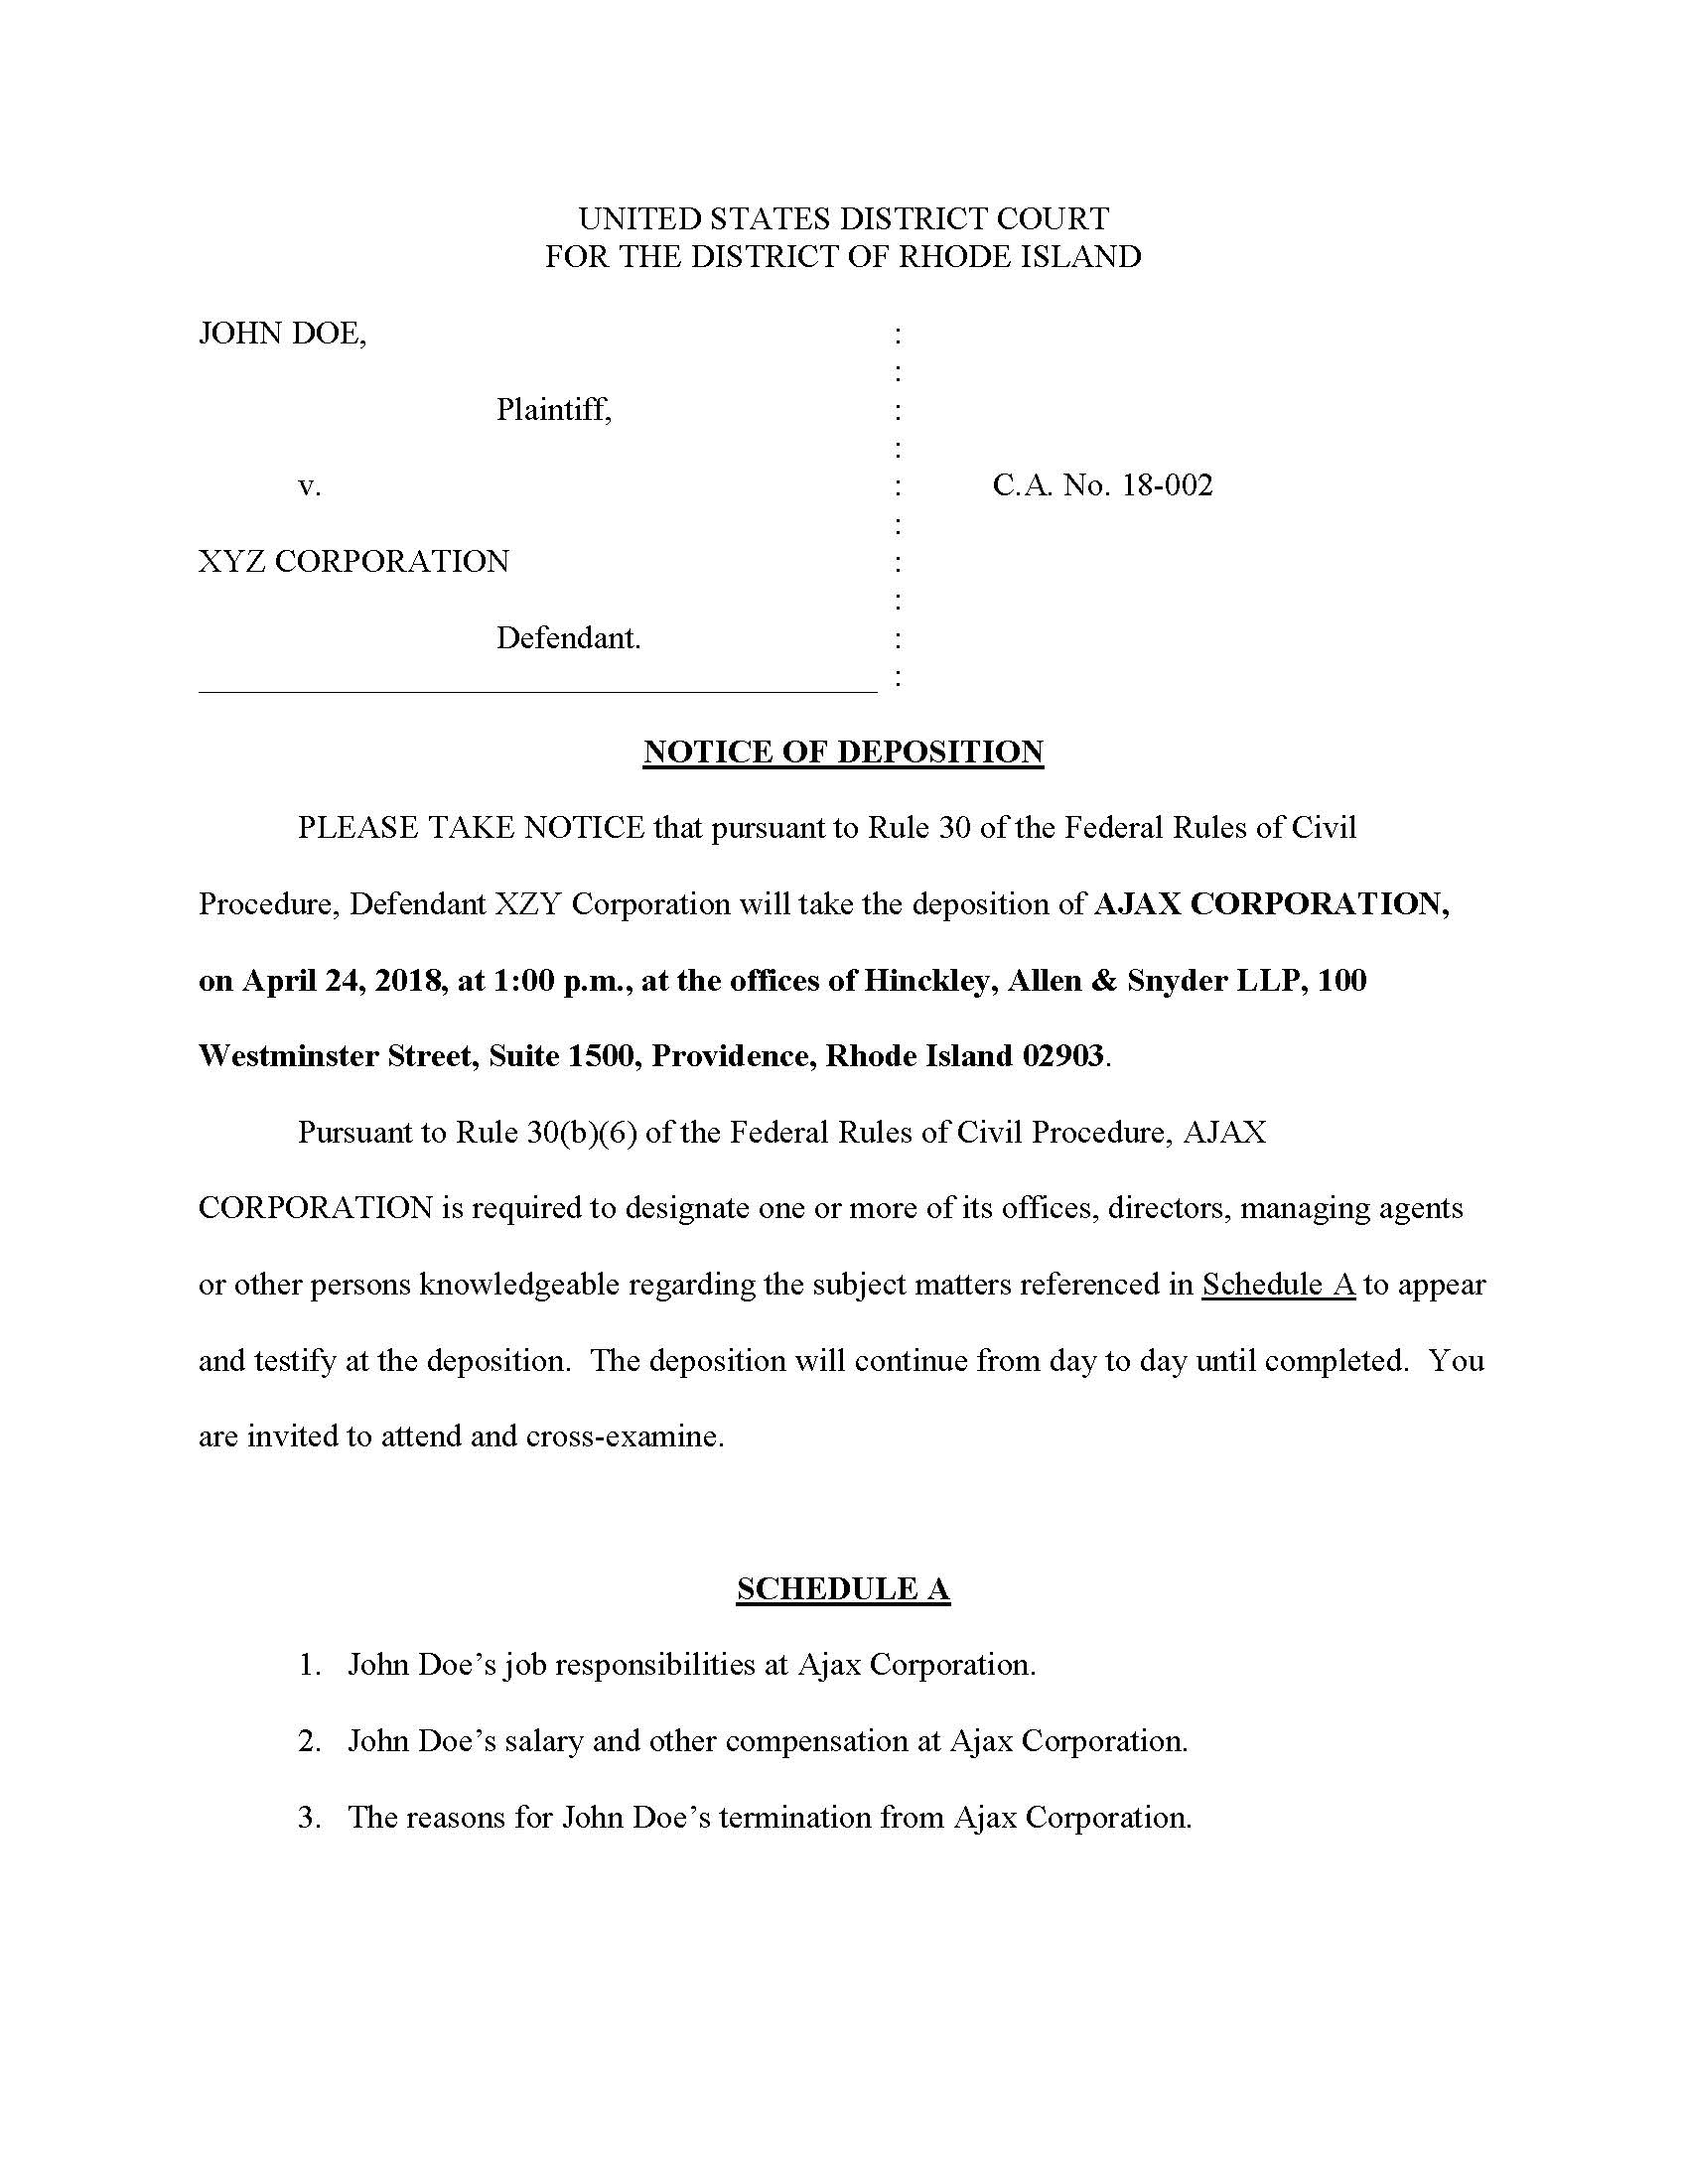 UNITED STATES DISTRICT COURT
FOR THE DISTRICT OF RHODE ISLAND
JOHN DOE, :
:
Plaintiff, :
:
v. : C.A. No. 18-002
:
XYZ CORPORATION :
:
Defendant. :
:
NOTICE OF DEPOSITION
PLEASE TAKE NOTICE that pursuant to Rule 30 of the Federal Rules of Civil
Procedure, Defendant XZY Corporation will take the deposition of AJAX CORPORATION,
on April 24, 2018, at 1:00 p.m., at the offices of Hinckley, Allen & Snyder LLP, 100
Westminster Street, Suite 1500, Providence, Rhode Island 02903.
Pursuant to Rule 30(b)(6) of the Federal Rules of Civil Procedure, AJAX
CORPORATION is required to designate one or more of its offices, directors, managing agents
or other persons knowledgeable regarding the subject matters referenced in Schedule A to appear
and testify at the deposition. The deposition will continue from day to day until completed. You
are invited to attend and cross-examine.
SCHEDULE A
1. John Doe’s job responsibilities at Ajax Corporation.
2. John Doe’s salary and other compensation at Ajax Corporation.
3. The reasons for John Doe’s termination from Ajax Corporation.